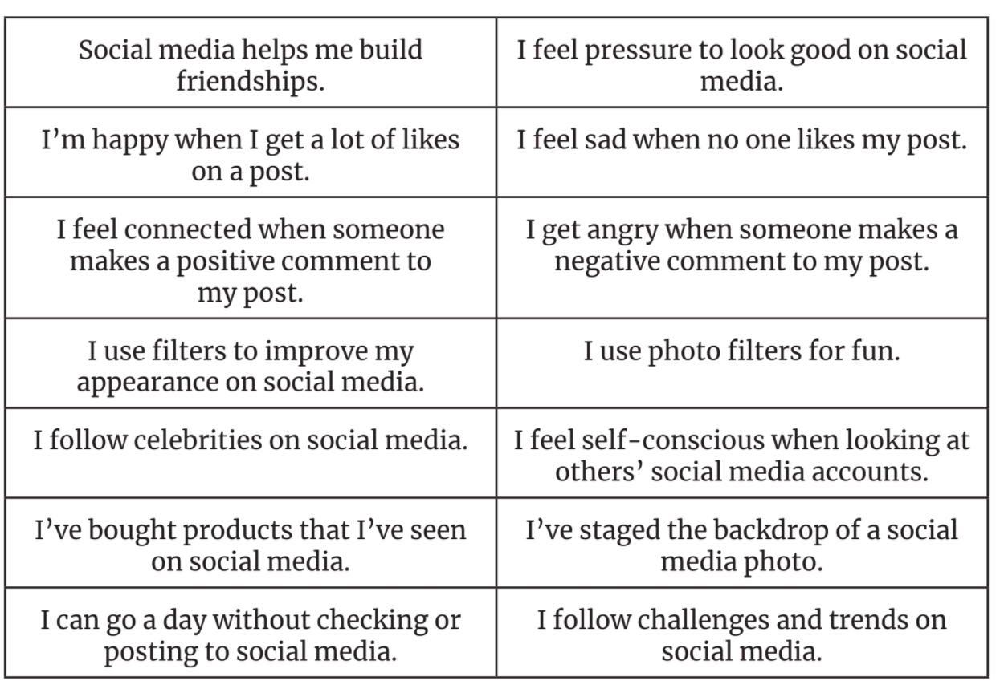 Social media helps me build
friendships.
I feel pressure to look good on social
media.
I’m happy when I get a lot of likes
on a post.
I feel sad when no one likes my post.
I feel connected when someone
makes a positive comment to
my post.
I get angry when someone makes a
negative comment to my post.
I use filters to improve my
appearance on social media.
I use photo filters for fun.
I follow celebrities on social media.
I feel self-conscious when looking at
others’ social media accounts.
I’ve bought products that I’ve seen
on social media.
I’ve staged the backdrop of a social
media photo.
I can go a day without checking or
posting to social media.
I follow challenges and trends on
social media.